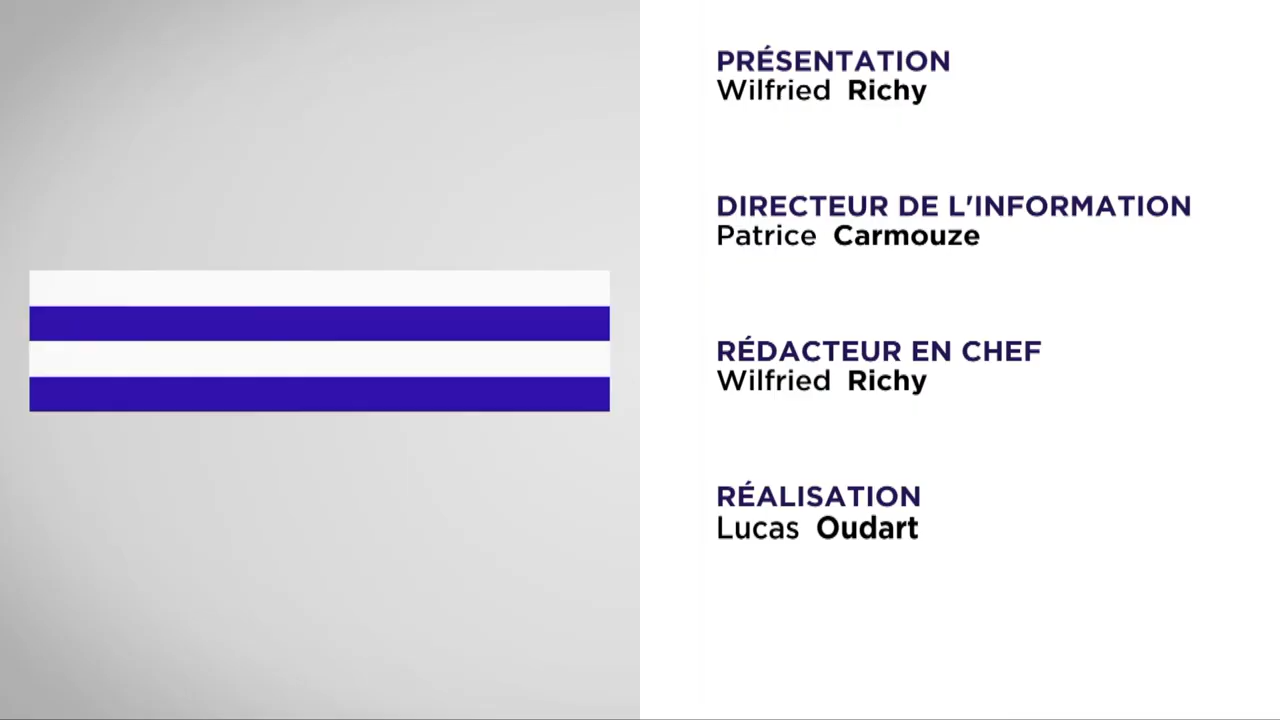 PRÉSENTATION
Wilfried Richy
DIRECTEUR DE L'INFORMATION
Patrice Carmouze
RÉDACTEUR EN CHEF
Wilfried Richy
RÉALISATION
Lucas Oudart